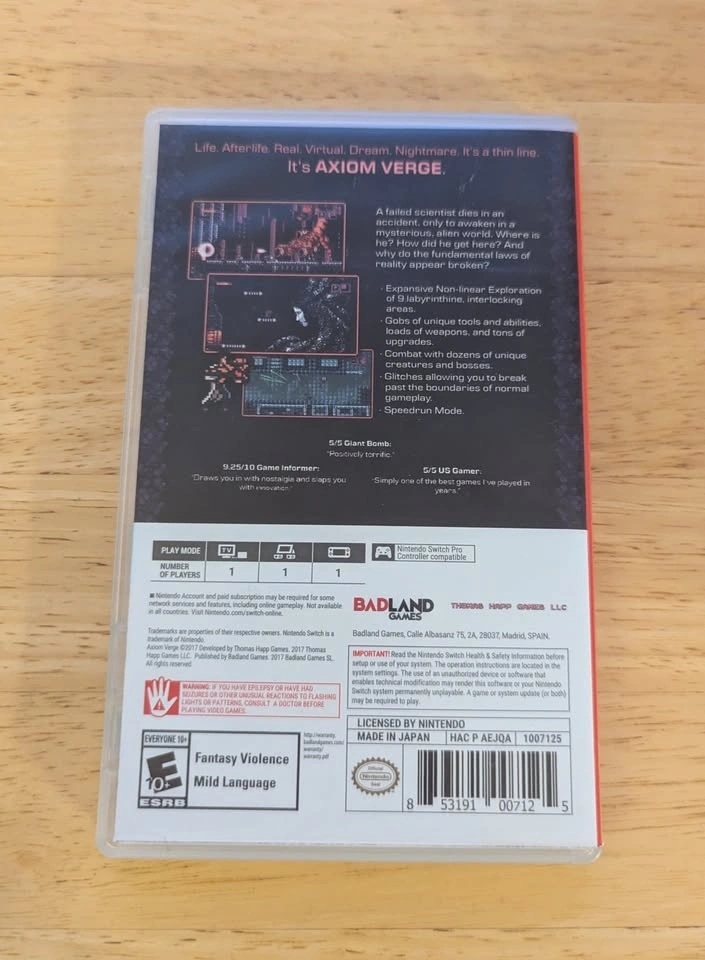 Life. Afterlife. Real. Virtual. Dream. Nightmare. It's a thin line.
It's AXIOM VERGE.
A failed scientist dies in an
accident, only to awaken in a
mysterious, alien world. Where is
he? How did he get here? And
why do the fundamental laws of
reality appear broken?
· Expansive Non-linear Exploration
of 9 labyrinthine, interlocking
areas.
· Gobs of unique tools and abilities,
loads of weapons, and tons of
upgrades.
· Combat with dozens of unique
creatures and bosses.
· Glitches allowing you to break
past the boundaries of normal
gameplay.
· Speedrun Mode.
5/5 Giant Bomb:
"Positively terrific."
9.25/10 Game Informer:
"Draws you in with nostalgia and slaps you
with innovation."
5/5 US Gamer:
"Simply one of the best games I've played in
years."
PLAY MODE
TV
NUMBER
OF PLAYERS
1 1 1
Nintendo Switch Pro
Controller compatible
■ Nintendo Account and paid subscription may be required for some
network services and features, including online gameplay. Not available
in all countries. Visit Nintendo.com/switch-online.
Trademarks are properties of their respective owners. Nintendo Switch is a
trademark of Nintendo.
Axiom Verge ©2017 Developed by Thomas Happ Games. 2017 Thomas
Happ Games LLC. Published by Badland Games. 2017 Badland Games SL.
All rights reserved
BADLAND
GAMES
THOMAS HAPP GAMES LLC
Badland Games, Calle Albasanz 75, 2A, 28037, Madrid, SPAIN.
WARNING: IF YOU HAVE EPILEPSY OR HAVE HAD
SEIZURES OR OTHER UNUSUAL REACTIONS TO FLASHING
LIGHTS OR PATTERNS, CONSULT A DOCTOR BEFORE
PLAYING VIDEO GAMES.
IMPORTANT! Read the Nintendo Switch Health & Safety Information before
setup or use of your system. The operation instructions are located in the
system settings. The use of an unauthorized device or software that
enables technical modification may render this software or your Nintendo
Switch system permanently unplayable. A game or system update (or both)
may be required to play.
EVERYONE 10+
E
10+
ESRB
Fantasy Violence
Mild Language
http://warranty.
badlandgames.com/
warranty/
warranty.pdf
LICENSED BY NINTENDO
MADE IN JAPAN HAC P AEJQA 1007125
Official
Nintendo
Seal
8 53191 00712 5